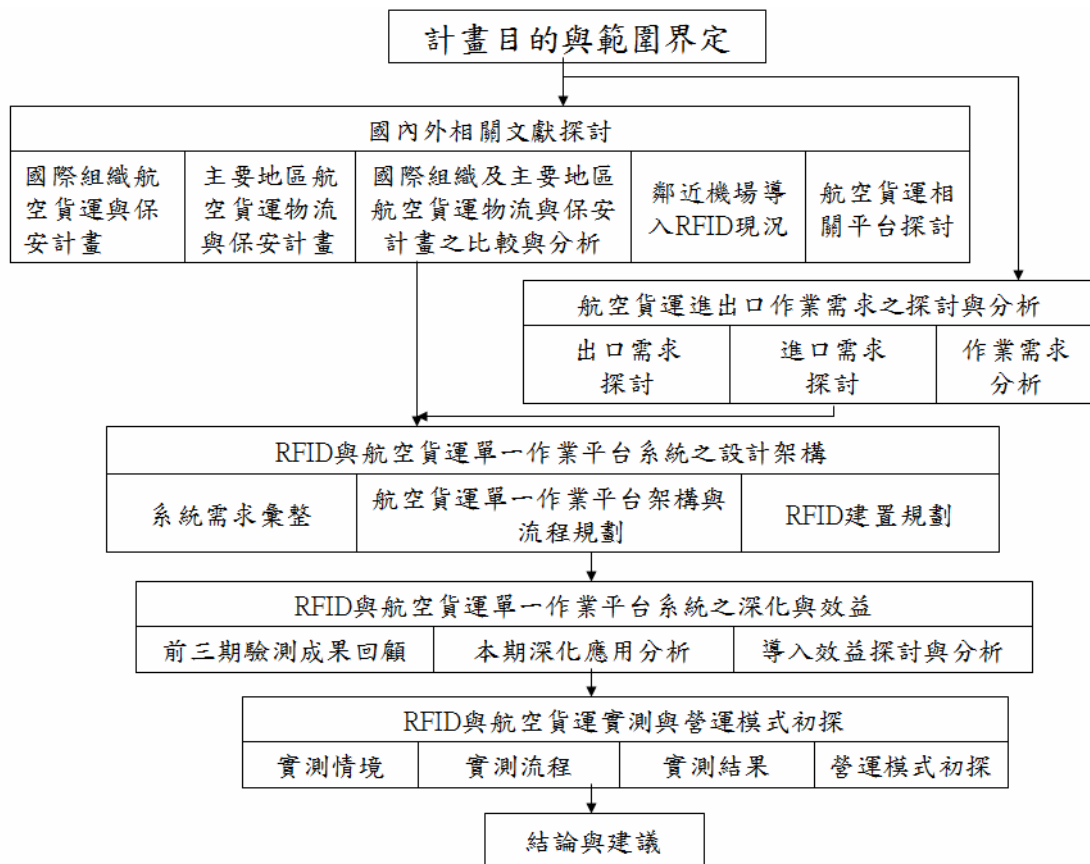 計畫目的與範圍界定
國內外相關文獻探討
國際組織航
空貨運與保
安計畫
主要地區航
空貨運物流
與保安計畫
國際組織及主要地區
航空貨運物流與保安
計畫之比較與分析
鄰近機場導
入RFID現況
航空貨運相
關平台探討
航空貨運進出口作業需求之探討與分析
出口需求
探討
進口需求
探討
作業需求
分析
RFID與航空貨運單一作業平台系統之設計架構
系統需求彙整
航空貨運單一作業平台架構與
流程規劃
RFID建置規劃
RFID與航空貨運單一作業平台系統之深化與效益
前三期驗測成果回顧
本期深化應用分析
導入效益探討與分析
RFID與航空貨運實測與營運模式初探
實測情境
實測流程
實測結果
營運模式初探
結論與建議